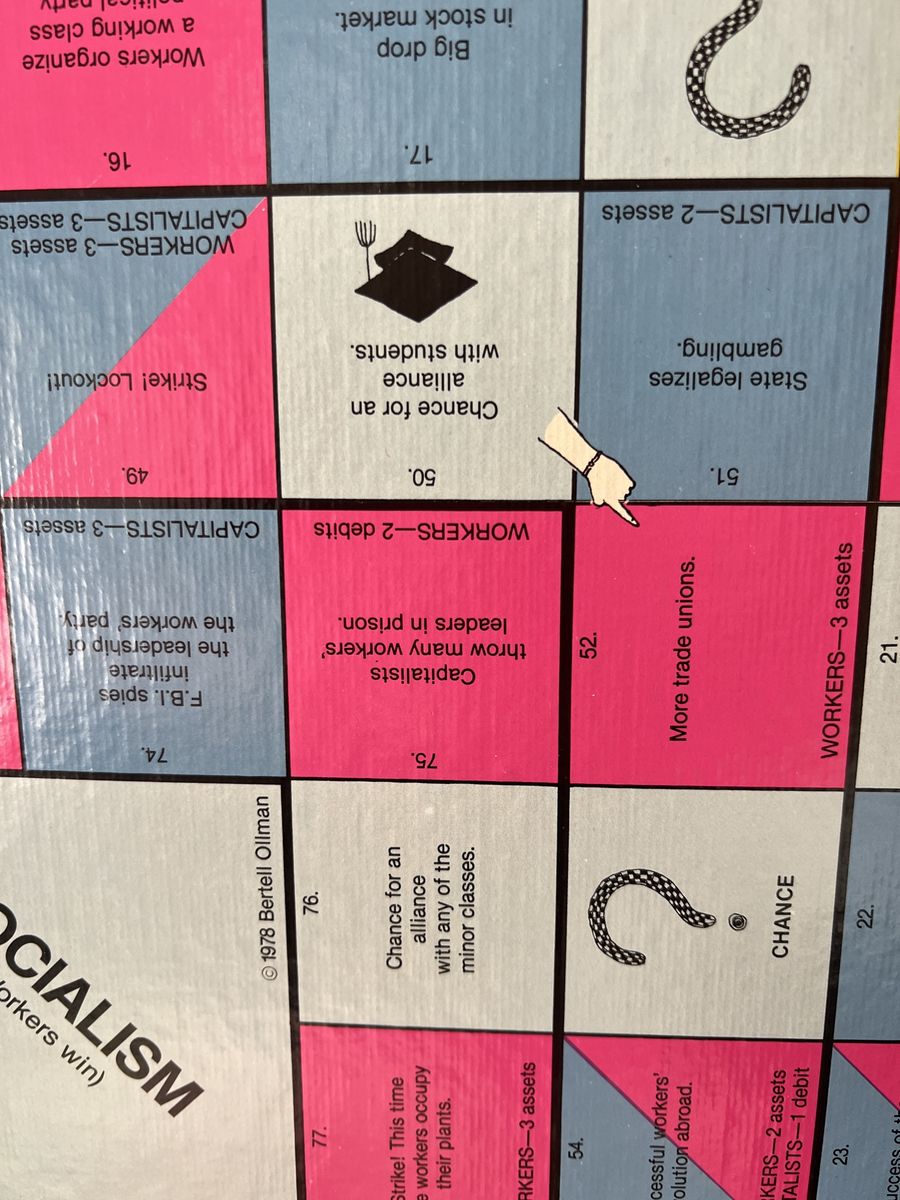 Workers organize
a working class
political party
16.
Big drop
in stock market.
17.
WORKERS—3 assets
CAPITALISTS—3 assets
Strike! Lockout!
49.
50.
Chance for an
alliance
with students.
51.
State legalizes
gambling.
CAPITALISTS—2 assets
74.
F.B.I. spies
infiltrate
the leadership of
the workers' party.
CAPITALISTS—3 assets
75.
Capitalists
throw many workers'
leaders in prison.
WORKERS—2 debits
52.
More trade unions.
WORKERS—3 assets
21.
© 1978 Bertell Ollman
76.
Chance for an
alliance
with any of the
minor classes.
CHANCE
22.
OCIALISM
orkers win)
77.
Strike! This time
e workers occupy
their plants.
RKERS—3 assets
54.
cessful workers'
olution abroad.
KERS—2 assets
TALISTS—1 debit
23.